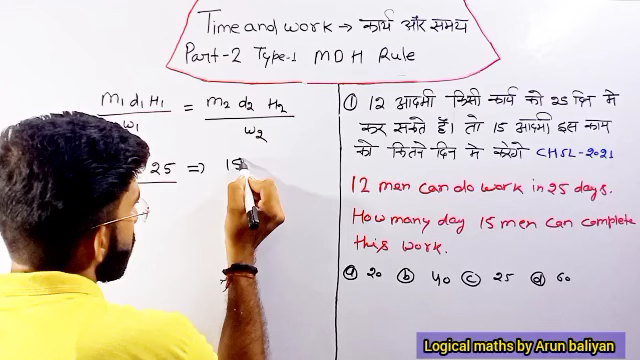 Time and work → कार्य और समय
Part-2 Type-1 MDH Rule
M1 d1 H1 / W1 = M2 d2 H2 / W2
25 => 15
① 12 आदमी किसी कार्य को 25 दिन मे
कर सकते हैं। तो 15 आदमी इस काम
को कितने दिन मे करेगे CHSL-2021
12 men can do work in 25 days.
How many day 15 men can complete
this work.
ⓐ 20 ⓑ 40 ⓒ 25 ⓓ 60
Logical maths by Arun baliyan